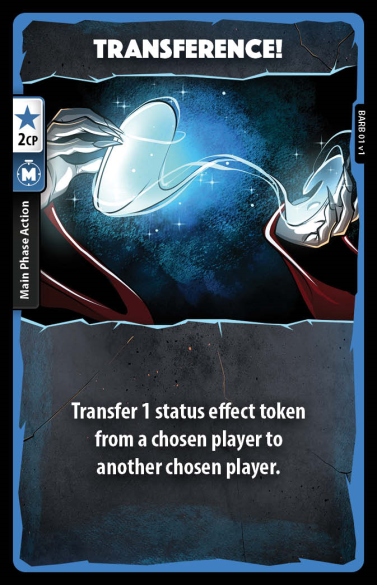 TRANSFERENCE!
2CP
M
Main Phase Action
BARB 01 v1
Transfer 1 status effect token
from a chosen player to
another chosen player.